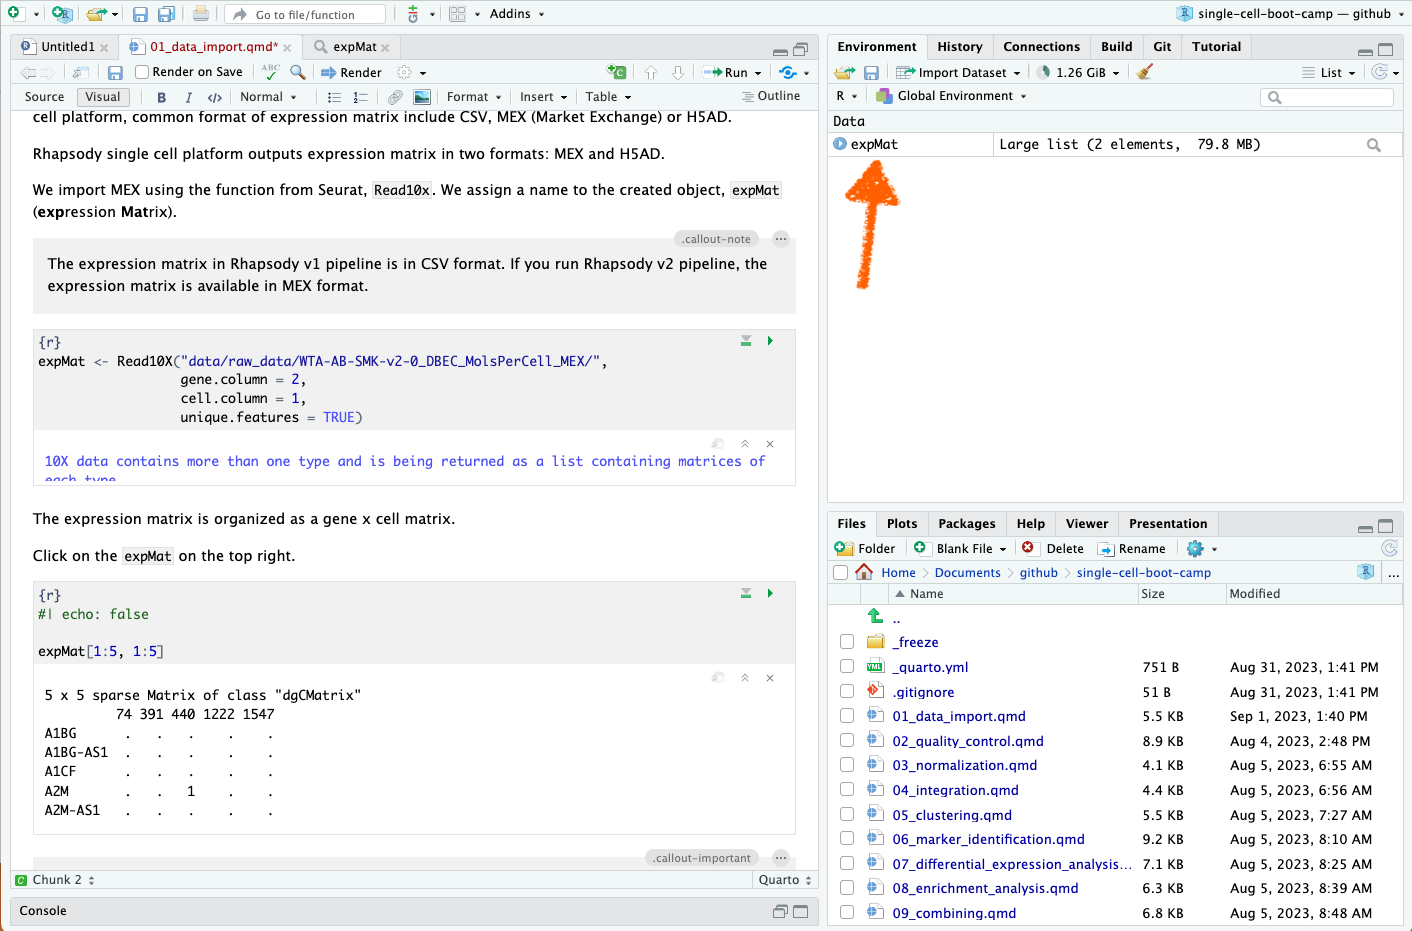 Go to file/function
Addins
single-cell-boot-camp — github
Untitled1
01_data_import.qmd*
expMat
Render on Save
ABC
Render
Run
Source
Visual
B
I
</>
Normal
Format
Insert
Table
Outline
cell platform, common format of expression matrix include CSV, MEX (Market Exchange) or H5AD.
Rhapsody single cell platform outputs expression matrix in two formats: MEX and H5AD.
We import MEX using the function from Seurat, Read10x. We assign a name to the created object, expMat
(expression Matrix).
.callout-note
The expression matrix in Rhapsody v1 pipeline is in CSV format. If you run Rhapsody v2 pipeline, the
expression matrix is available in MEX format.
{r}
expMat <- Read10X("data/raw_data/WTA-AB-SMK-v2-0_DBEC_MolsPerCell_MEX/",
gene.column = 2,
cell.column = 1,
unique.features = TRUE)
10X data contains more than one type and is being returned as a list containing matrices of
each type.
The expression matrix is organized as a gene x cell matrix.
Click on the expMat on the top right.
{r}
#| echo: false
expMat[1:5, 1:5]
5 x 5 sparse Matrix of class "dgCMatrix"
74 391 440 1222 1547
A1BG . . . . .
A1BG-AS1 . . . . .
A1CF . . . . .
A2M . . 1 . .
A2M-AS1 . . . . .
.callout-important
Chunk 2
Quarto
Console
Environment
History
Connections
Build
Git
Tutorial
Import Dataset
1.26 GiB
List
R
Global Environment
Data
expMat
Large list (2 elements, 79.8 MB)
Files
Plots
Packages
Help
Viewer
Presentation
Folder
Blank File
Delete
Rename
Home
Documents
github
single-cell-boot-camp
...
Name
Size
Modified
..
_freeze
_quarto.yml 751 B Aug 31, 2023, 1:41 PM
.gitignore 51 B Aug 31, 2023, 1:41 PM
01_data_import.qmd 5.5 KB Sep 1, 2023, 1:40 PM
02_quality_control.qmd 8.9 KB Aug 4, 2023, 2:48 PM
03_normalization.qmd 4.1 KB Aug 5, 2023, 6:55 AM
04_integration.qmd 4.4 KB Aug 5, 2023, 6:56 AM
05_clustering.qmd 5.5 KB Aug 5, 2023, 7:27 AM
06_marker_identification.qmd 9.2 KB Aug 5, 2023, 8:10 AM
07_differential_expression_analysis... 7.1 KB Aug 5, 2023, 8:25 AM
08_enrichment_analysis.qmd 6.3 KB Aug 5, 2023, 8:39 AM
09_combining.qmd 6.8 KB Aug 5, 2023, 8:48 AM